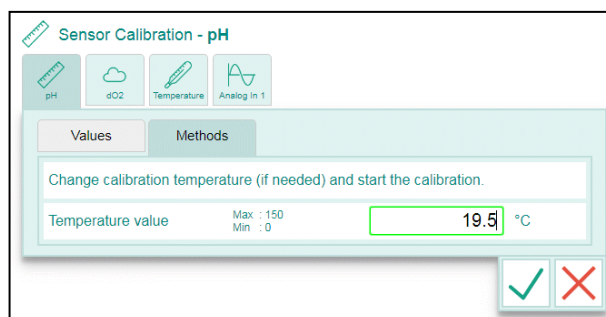 Sensor Calibration - pH
pH dO2 Temperature Analog In 1
Values Methods
Change calibration temperature (if needed) and start the calibration.
Temperature value Max : 150 19.5 °C
Min : 0